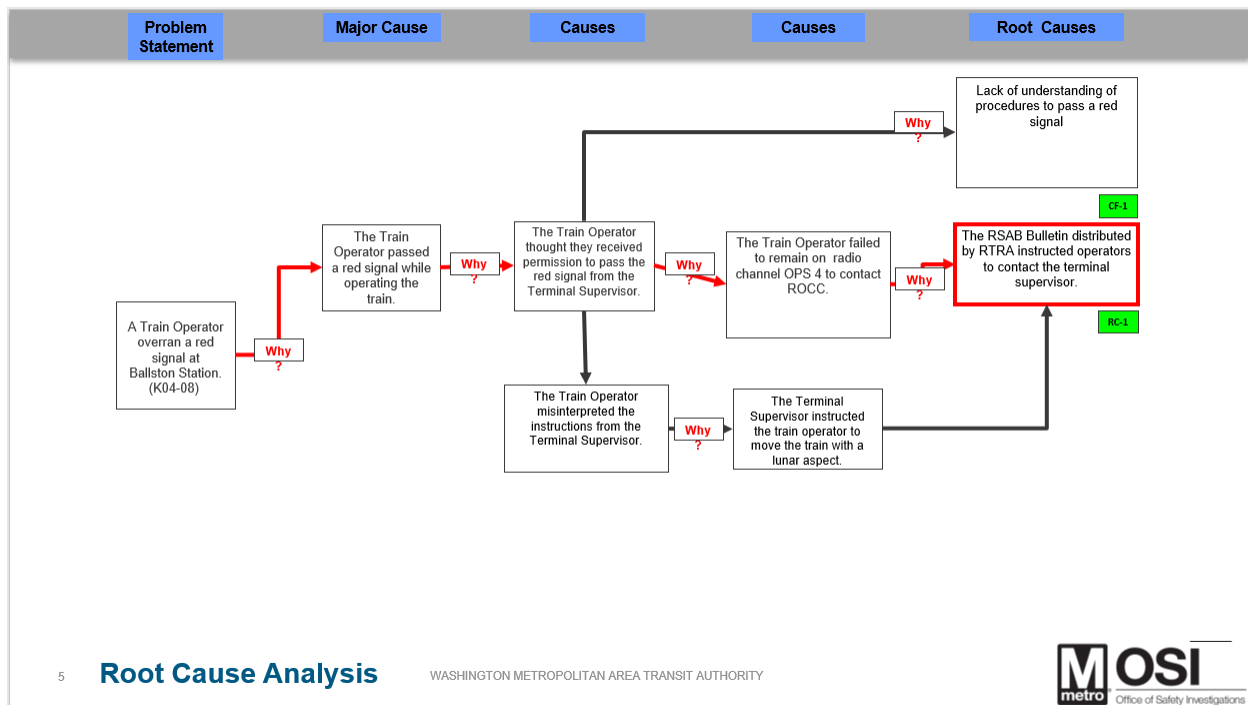 Problem
Statement
Major Cause
Causes
Causes
Root  Causes
Lack of understanding of
procedures to pass a red
signal
Why
?
CF-1
The Train
Operator passed
a red signal while
operating the
train.
Why
?
The Train Operator
thought they received
permission to pass the
red signal from the
Terminal Supervisor.
Why
?
The Train Operator failed
to remain on  radio
channel OPS 4 to contact
ROCC.
Why
?
The RSAB Bulletin distributed
by RTRA instructed operators
to contact the terminal
supervisor.
RC-1
A Train Operator
overran a red
signal at
Ballston Station.
(K04-08)
Why
?
The Train Operator
misinterpreted the
instructions from the
Terminal Supervisor.
Why
?
The Terminal
Supervisor instructed
the train operator to
move the train with a
lunar aspect.
5
Root Cause Analysis
WASHINGTON METROPOLITAN AREA TRANSIT AUTHORITY
M
metro
OSI
Office of Safety Investigations